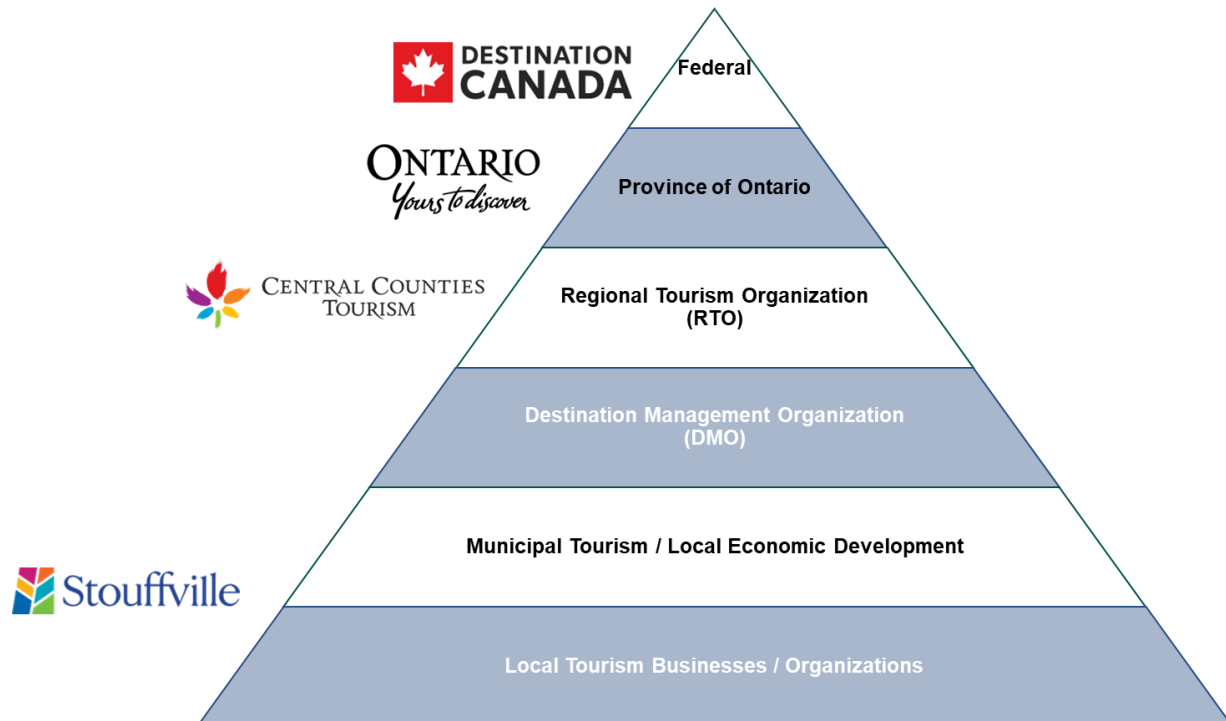 DESTINATION
CANADA
Federal
ONTARIO
Yours to discover
Province of Ontario
CENTRAL COUNTIES
TOURISM
Regional Tourism Organization
(RTO)
Destination Management Organization
(DMO)
Municipal Tourism / Local Economic Development
Stouffville
Local Tourism Businesses / Organizations